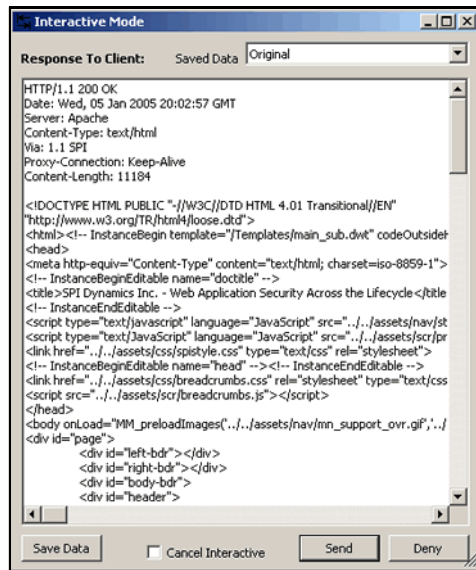 Interactive Mode
Response To Client: Saved Data Original
HTTP/1.1 200 OK
Date: Wed, 05 Jan 2005 20:02:57 GMT
Server: Apache
Content-Type: text/html
Via: 1.1 SPI
Proxy-Connection: Keep-Alive
Content-Length: 11184
<!DOCTYPE HTML PUBLIC "-//W3C//DTD HTML 4.01 Transitional//EN"
"http://www.w3.org/TR/html4/loose.dtd">
<html><!-- InstanceBegin template="/Templates/main_sub.dwt" codeOutsideH
<head>
<meta http-equiv="Content-Type" content="text/html; charset=iso-8859-1">
<!-- InstanceBeginEditable name="doctitle" -->
<title>SPI Dynamics Inc. - Web Application Security Across the Lifecycle</title
<!-- InstanceEndEditable -->
<script type="text/javascript" language="JavaScript" src="../../assets/nav/st
<script type="text/JavaScript" language="JavaScript" src="../../assets/scr/pr
<link href="../../assets/css/spistyle.css" type="text/css" rel="stylesheet">
<!-- InstanceBeginEditable name="head" --><!-- InstanceEndEditable -->
<link href="../../assets/css/breadcrumbs.css" rel="stylesheet" type="text/css
<script src="../../assets/scr/breadcrumbs.js"></script>
</head>
<body onLoad="MM_preloadImages('../../assets/nav/mn_support_ovr.gif','../
<div id="page">
<div id="left-bdr"></div>
<div id="right-bdr"></div>
<div id="body-bdr">
<div id="header">
Save Data Cancel Interactive Send Deny